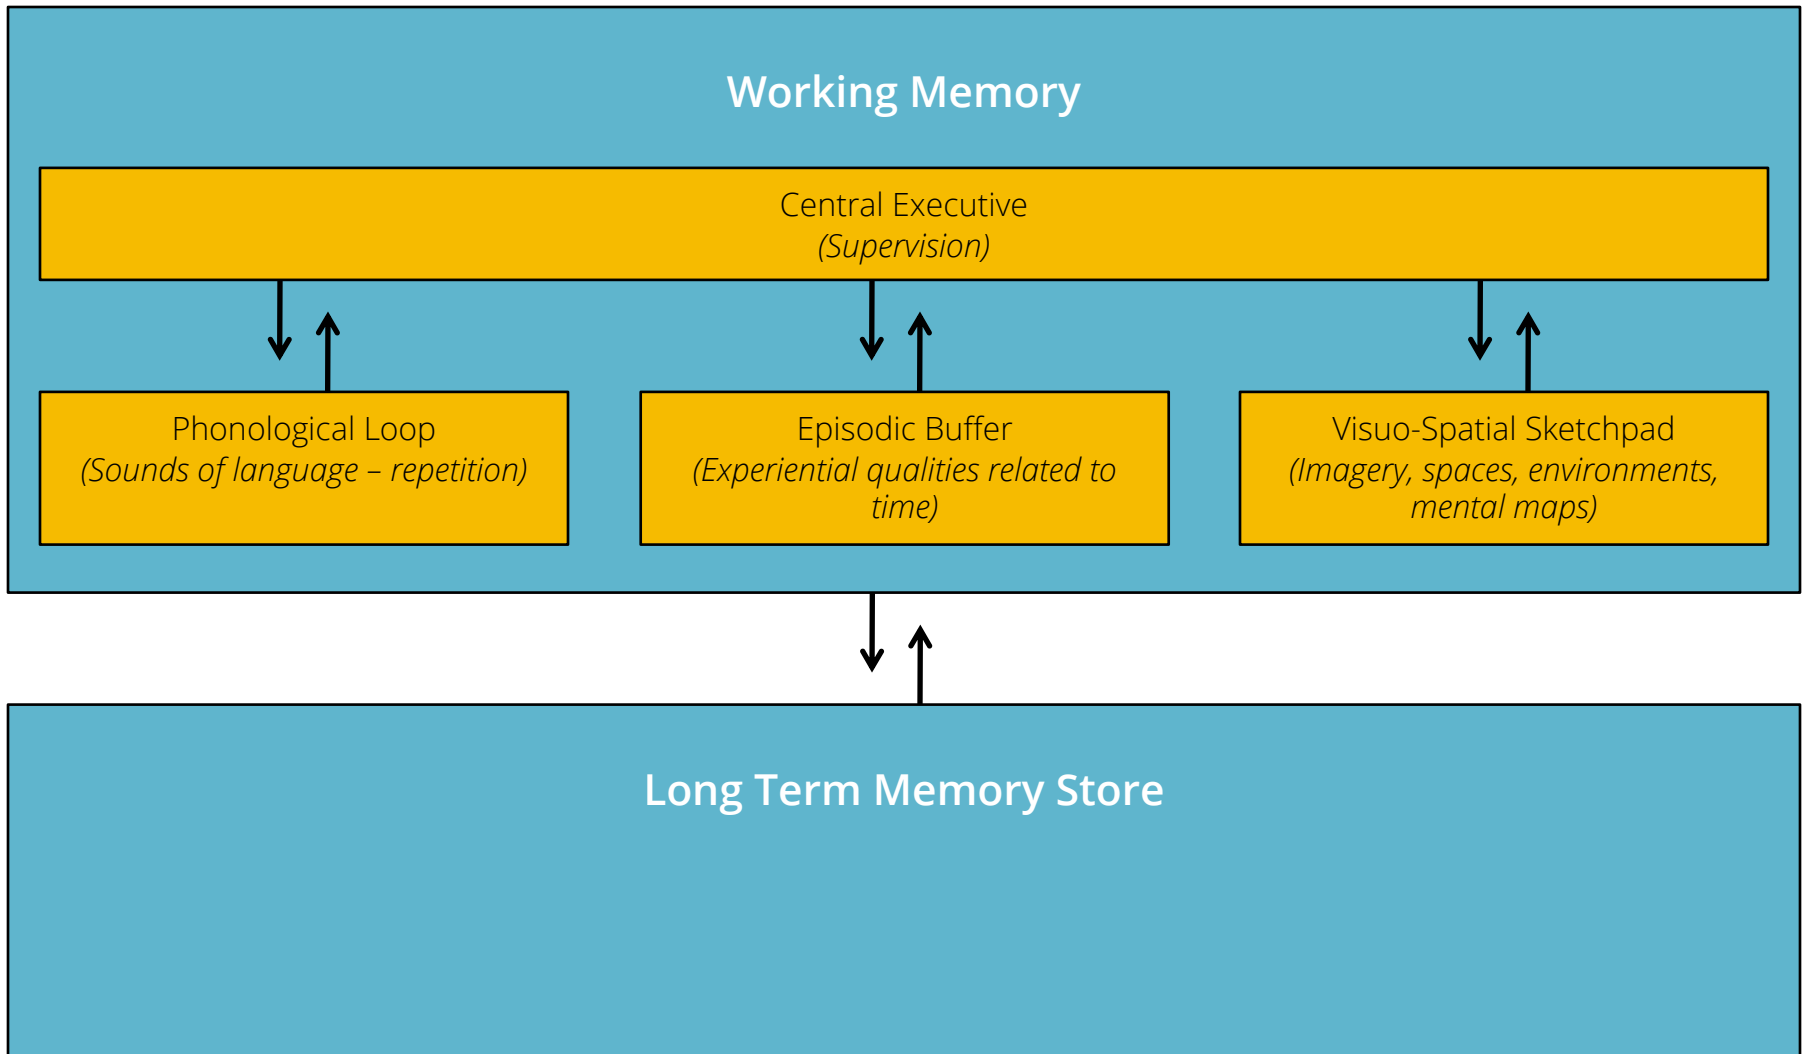 Working Memory
Central Executive
(Supervision)
Phonological Loop
(Sounds of language – repetition)
Episodic Buffer
(Experiential qualities related to
time)
Visuo-Spatial Sketchpad
(Imagery, spaces, environments,
mental maps)
Long Term Memory Store